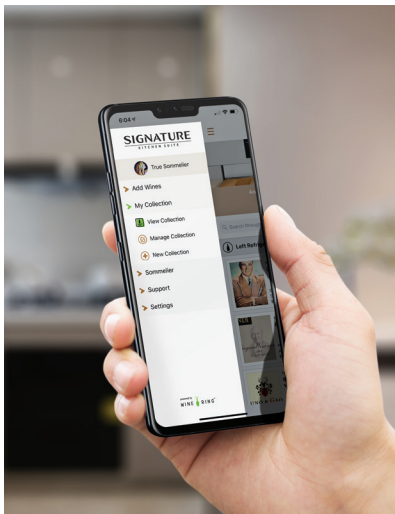 6:04
SIGNATURE
KITCHEN SUITE
True Sommelier
Add Wines
My Collection
View Collection
Manage Collection
New Collection
Sommelier
Support
Settings
Search
Left Refrig
powered by
WINE RING